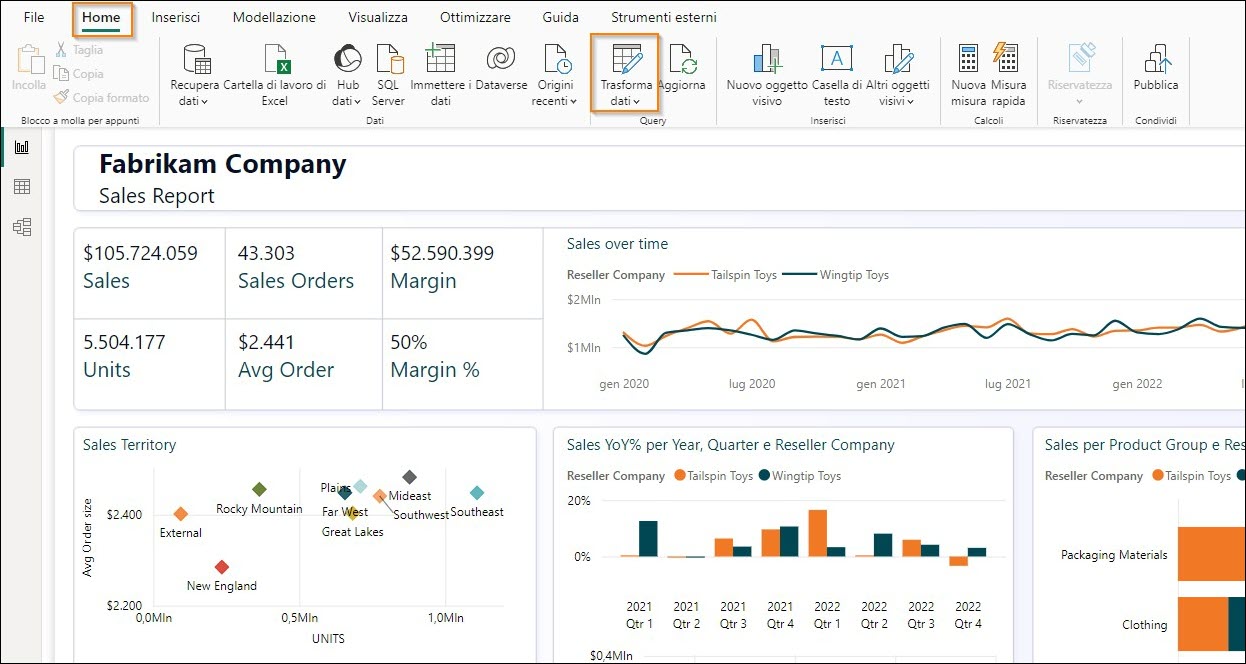 File Home Inserisci Modellazione Visualizza Ottimizzare Guida Strumenti esterni
Incolla
Taglia
Copia
Copia formato
Blocco a molla per appunti
Recupera
dati
Cartella di lavoro di
Excel
Hub
dati
SQL
Server
Immettere i
dati
Dataverse
Origini
recenti
Dati
Trasforma
dati
Aggiorna
Query
Nuovo oggetto
visivo
Casella di
testo
Altri oggetti
visivi
Inserisci
Nuova
misura
Misura
rapida
Calcoli
Riservatezza
Riservatezza
Pubblica
Condividi
Fabrikam Company
Sales Report
$105.724.059
Sales
43.303
Sales Orders
$52.590.399
Margin
5.504.177
Units
$2.441
Avg Order
50%
Margin %
Sales over time
Reseller Company Tailspin Toys Wingtip Toys
$2Mln
$1Mln
gen 2020 lug 2020 gen 2021 lug 2021 gen 2022
Sales Territory
Avg Order size
$2.400
$2.200
External
Rocky Mountain
New England
Plains
Far West
Great Lakes
Mideast
Southwest
Southeast
0,0Mln 0,5Mln 1,0Mln
UNITS
Sales YoY% per Year, Quarter e Reseller Company
Reseller Company Tailspin Toys Wingtip Toys
20%
0%
2021 2021 2021 2021 2022 2022 2022 2022
Qtr 1 Qtr 2 Qtr 3 Qtr 4 Qtr 1 Qtr 2 Qtr 3 Qtr 4
$0,4Mln
Sales per Product Group e Res
Reseller Company Tailspin Toys
Packaging Materials
Clothing